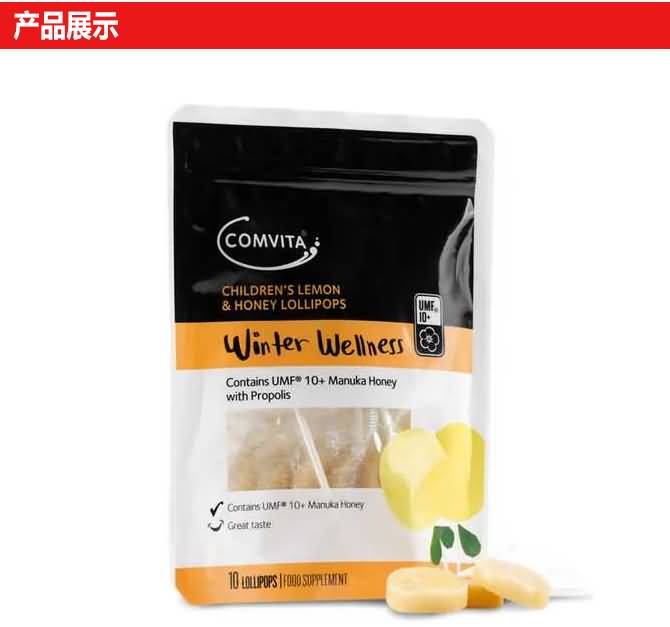 产品展示
COMVITA®
CHILDREN'S LEMON
& HONEY LOLLIPOPS
UMF®
10+
Winter Wellness
Contains UMF® 10+ Manuka Honey
with Propolis
Contains UMF® 10+ Manuka Honey
Great taste
10 LOLLIPOPS | FOOD SUPPLEMENT